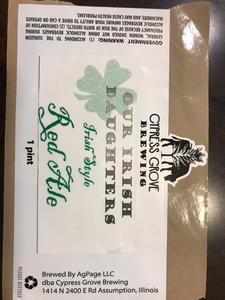 CYPRESS GROVE
BREWING
OUR IRISH
DAUGHTERS
Irish Style
Red Ale
1 pint
Brewed By AgPage LLC
dba Cypress Grove Brewing
1414 N 2400 E Rd Assumption, Illinois
PLEASE RECYCLE
GOVERNMENT WARNING: (1) ACCORDING TO THE SURGEON
GENERAL, WOMEN SHOULD NOT DRINK ALCOHOLIC BEVERAGES DURING
PREGNANCY BECAUSE OF THE RISK OF BIRTH DEFECTS. (2) CONSUMPTION OF
ALCOHOLIC BEVERAGES IMPAIRS YOUR ABILITY TO DRIVE A CAR OR OPERATE
MACHINERY, AND MAY CAUSE HEALTH PROBLEMS.